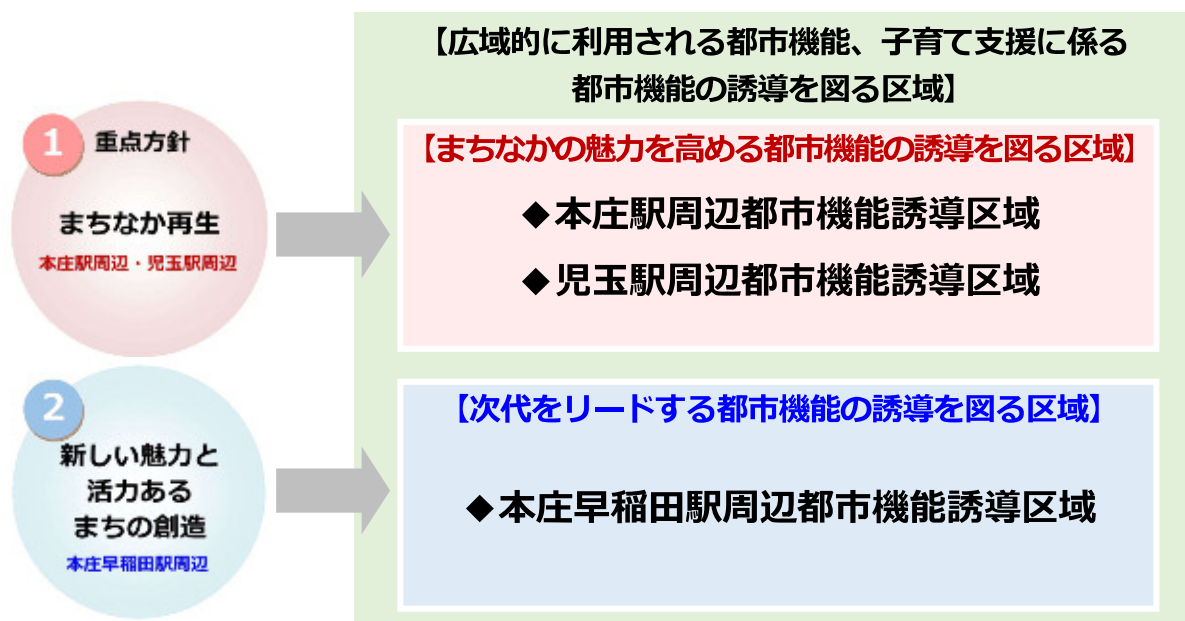 【広域的に利用される都市機能、子育て支援に係る
都市機能の誘導を図る区域】
1
重点方針
まちなか再生
本庄駅周辺・児玉駅周辺
【まちなかの魅力を高める都市機能の誘導を図る区域】
◆本庄駅周辺都市機能誘導区域
◆児玉駅周辺都市機能誘導区域
2
新しい魅力と
活力ある
まちの創造
本庄早稲田駅周辺
【次代をリードする都市機能の誘導を図る区域】
◆本庄早稲田駅周辺都市機能誘導区域